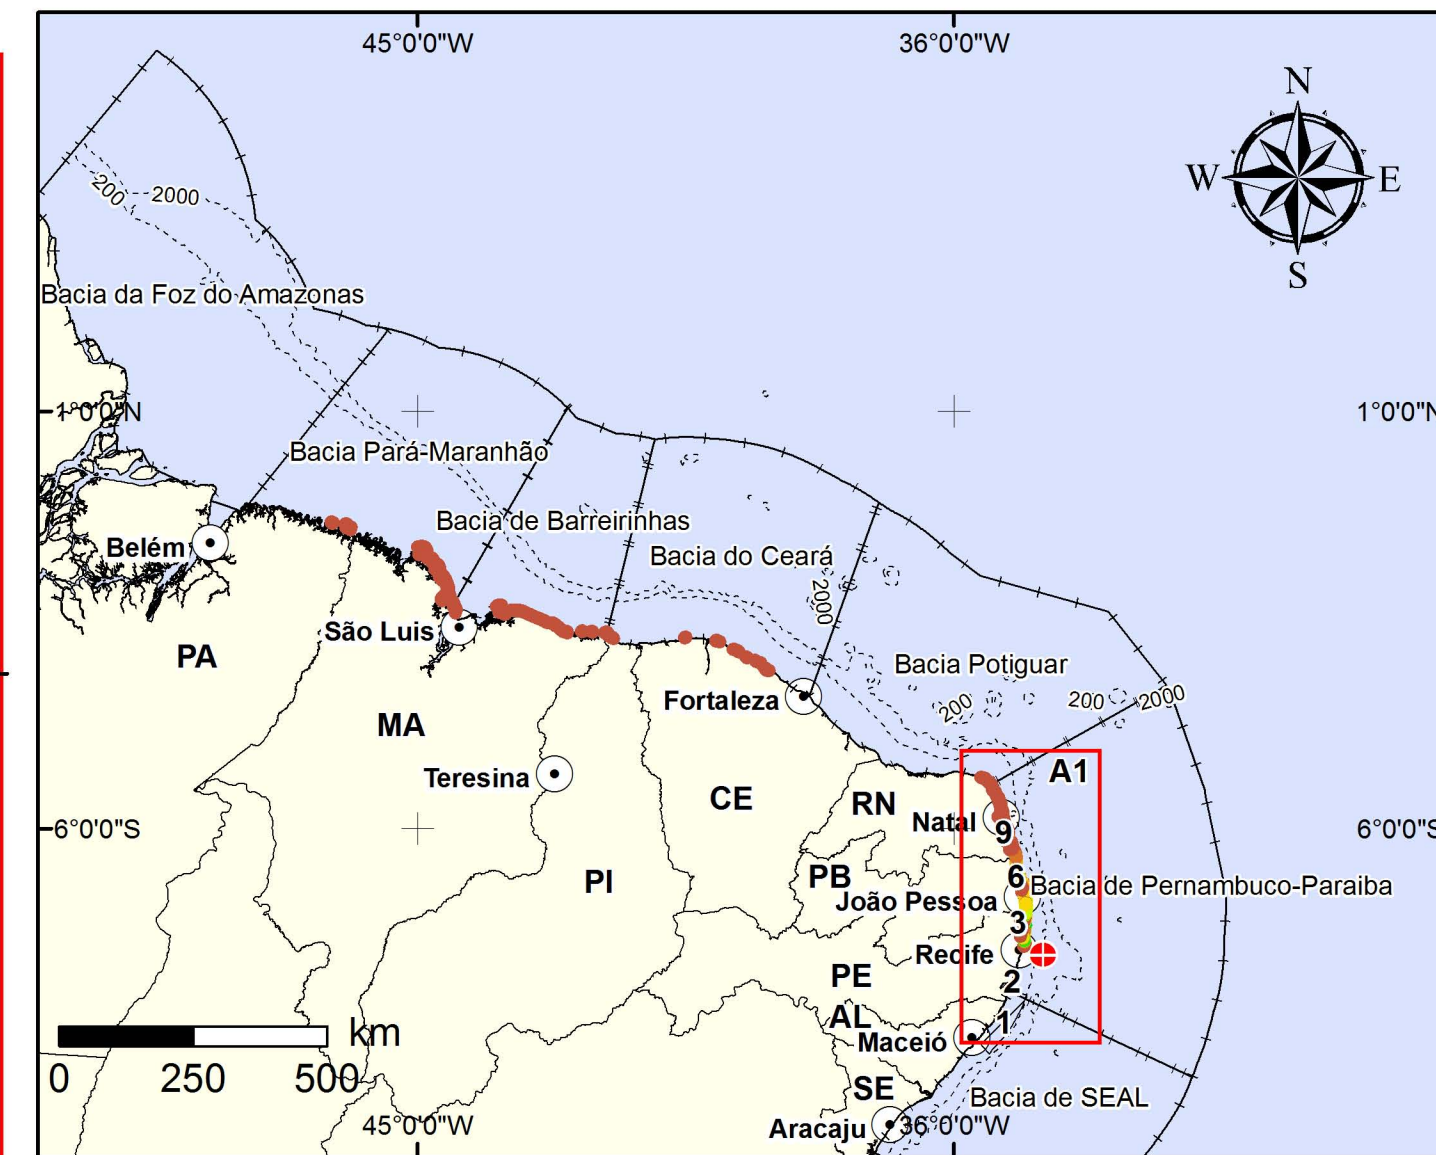 45°0'0"W
36°0'0"W
N
W
E
S
200
2000
Bacia da Foz do Amazonas
1°0'0"N
1°0'0"N
Bacia Pará-Maranhão
Bacia de Barreirinhas
Belém
Bacia do Ceará
2000
São Luis
PA
Bacia Potiguar
Fortaleza
200
200
2000
MA
Teresina
A1
CE
RN
Natal
9
6°0'0"S
6°0'0"S
PI
PB
6
Bacia de Pernambuco-Paraiba
João Pessoa
3
Recife
PE
2
AL
1
km
Maceió
0
250
500
SE
Bacia de SEAL
45°0'0"W
Aracaju
36°0'0"W